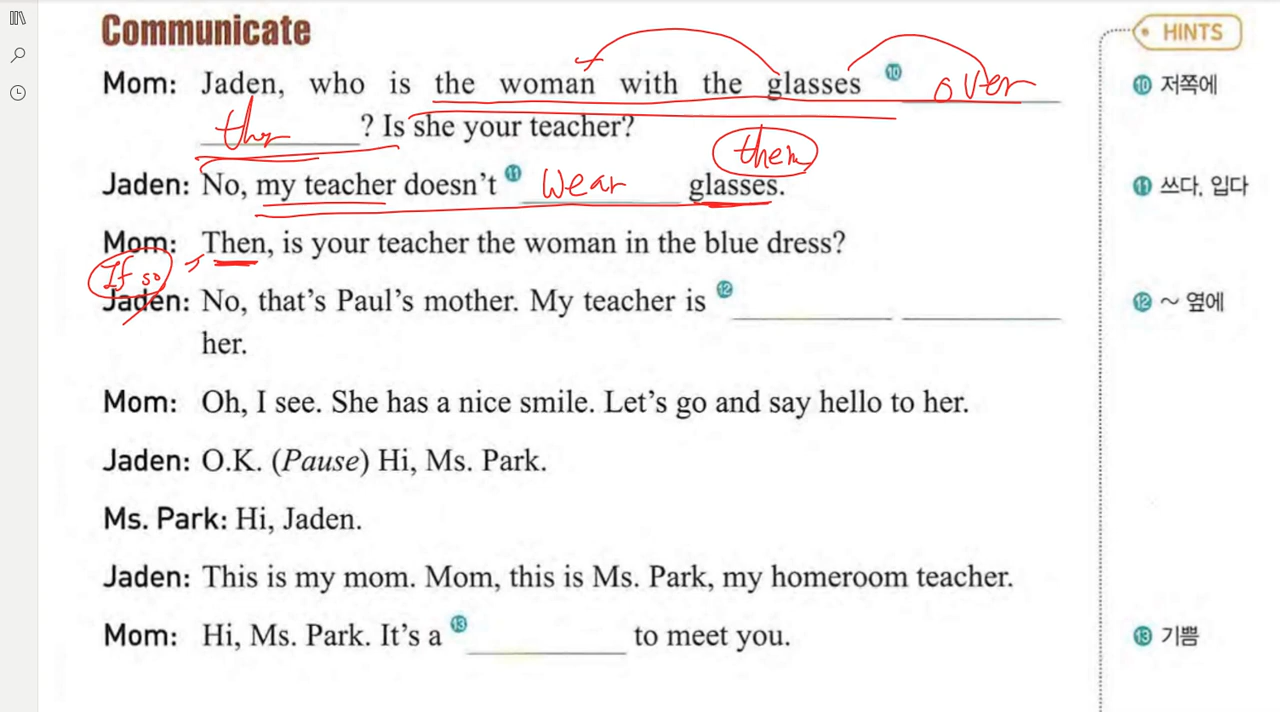 Communicate
HINTS
Mom: Jaden, who is the woman with the glasses ⑩ over
⑩ 저쪽에
? Is she your teacher?
them
Jaden: No, my teacher doesn't ⑪ wear glasses.
⑪ 쓰다, 입다
Mom: Then, is your teacher the woman in the blue dress?
If so
Jaden: No, that's Paul's mother. My teacher is ⑫
⑫ ~ 옆에
her.
Mom: Oh, I see. She has a nice smile. Let's go and say hello to her.
Jaden: O.K. (Pause) Hi, Ms. Park.
Ms. Park: Hi, Jaden.
Jaden: This is my mom. Mom, this is Ms. Park, my homeroom teacher.
Mom: Hi, Ms. Park. It's a ⑬ to meet you.
⑬ 기쁨